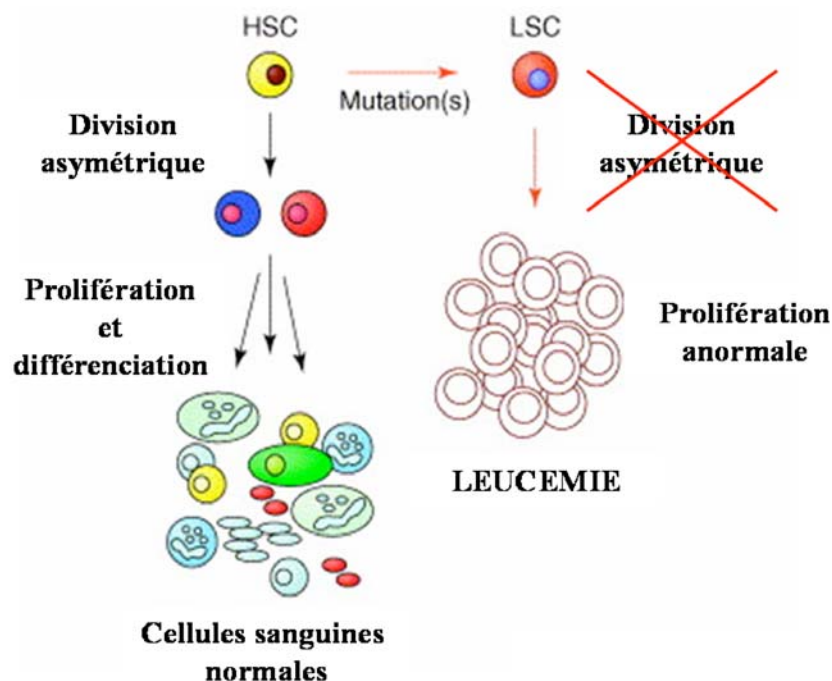 HSC
LSC
Mutation(s)
Division
asymétrique
Division
asymétrique
Prolifération
et
différenciation
Prolifération
anormale
LEUCEMIE
Cellules sanguines
normales